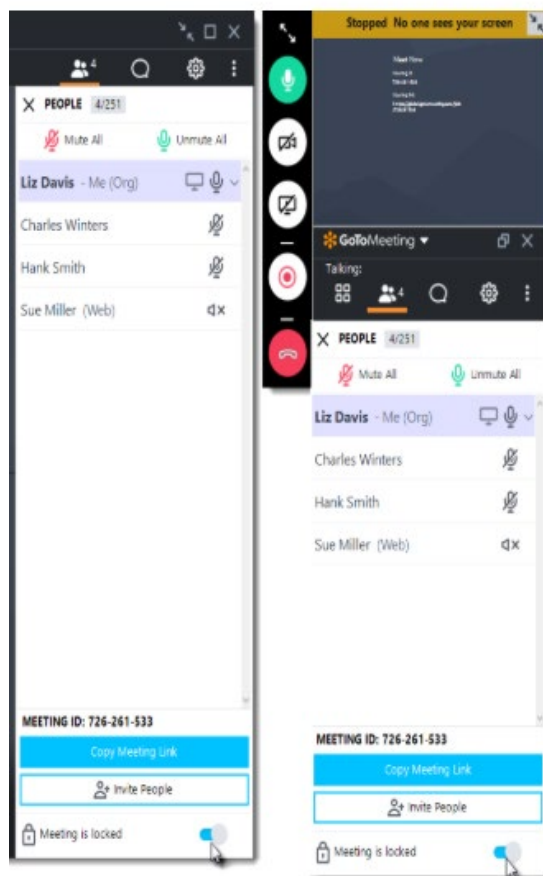 4
PEOPLE 4/251
Mute All Unmute All
Liz Davis - Me (Org)
Charles Winters
Hank Smith
Sue Miller (Web)
MEETING ID: 726-261-533
Copy Meeting Link
Invite People
Meeting is locked
Stopped No one sees your screen
Meet Now
GoToMeeting
Talking:
4
PEOPLE 4/251
Mute All Unmute All
Liz Davis - Me (Org)
Charles Winters
Hank Smith
Sue Miller (Web)
MEETING ID: 726-261-533
Copy Meeting Link
Invite People
Meeting is locked